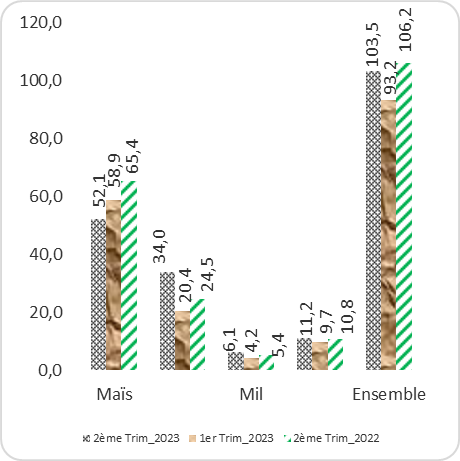 120,0
100,0
80,0
60,0
40,0
20,0
0,0
52,1 58,9 65,4
34,0 20,4 24,5
6,1 4,2 5,4
11,2 9,7 10,8
103,5 93,2 106,2
Maïs Mil Ensemble
2ème Trim_2023 1er Trim_2023 2ème Trim_2022